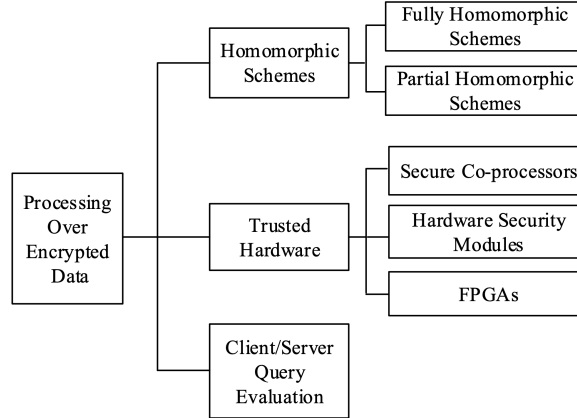 Processing
Over
Encrypted
Data
Homomorphic
Schemes
Fully Homomorphic
Schemes
Partial Homomorphic
Schemes
Trusted
Hardware
Secure Co-processors
Hardware Security
Modules
FPGAs
Client/Server
Query
Evaluation